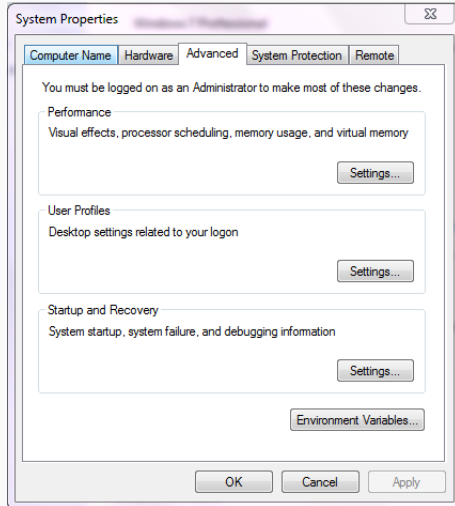 System Properties
Computer Name Hardware Advanced System Protection Remote
You must be logged on as an Administrator to make most of these changes.
Performance
Visual effects, processor scheduling, memory usage, and virtual memory
Settings...
User Profiles
Desktop settings related to your logon
Settings...
Startup and Recovery
System startup, system failure, and debugging information
Settings...
Environment Variables...
OK Cancel Apply